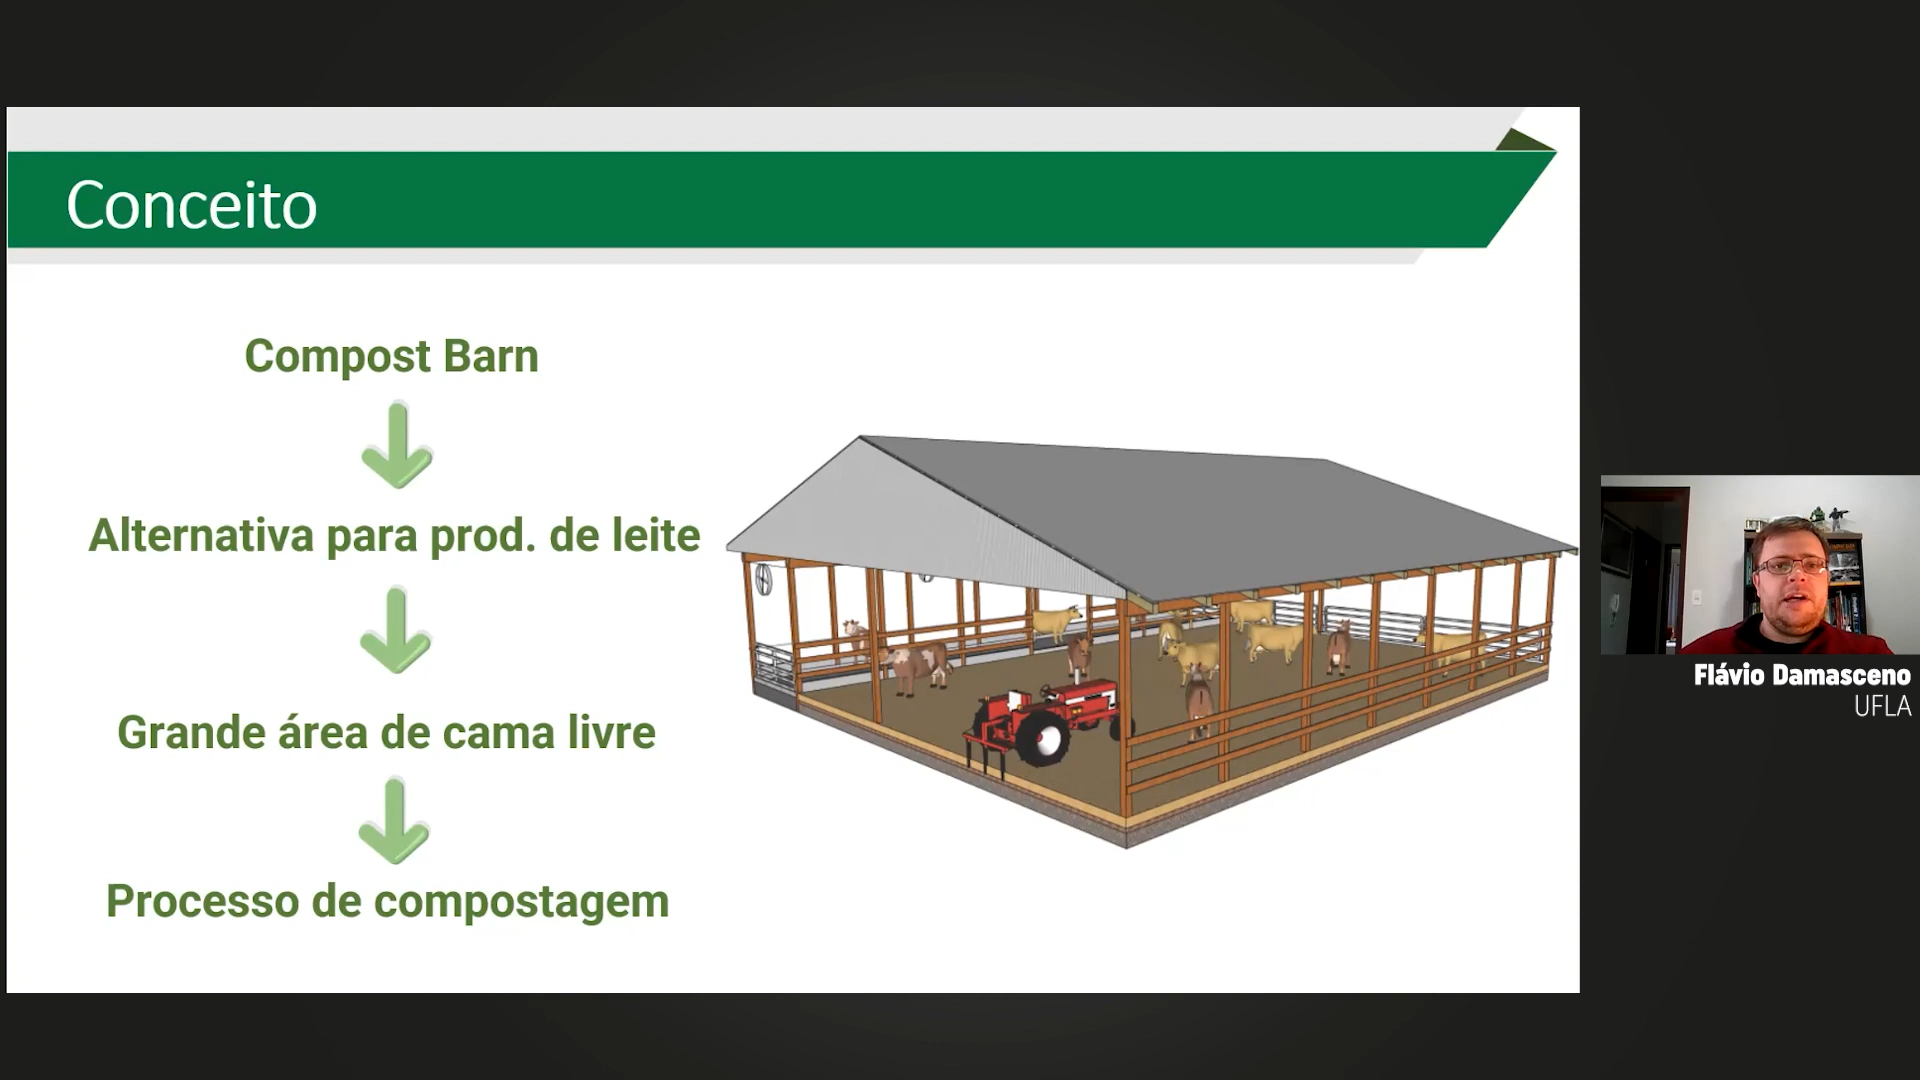 Conceito
Compost Barn
Alternativa para prod. de leite
Grande área de cama livre
Processo de compostagem
Flávio Damasceno
UFLA